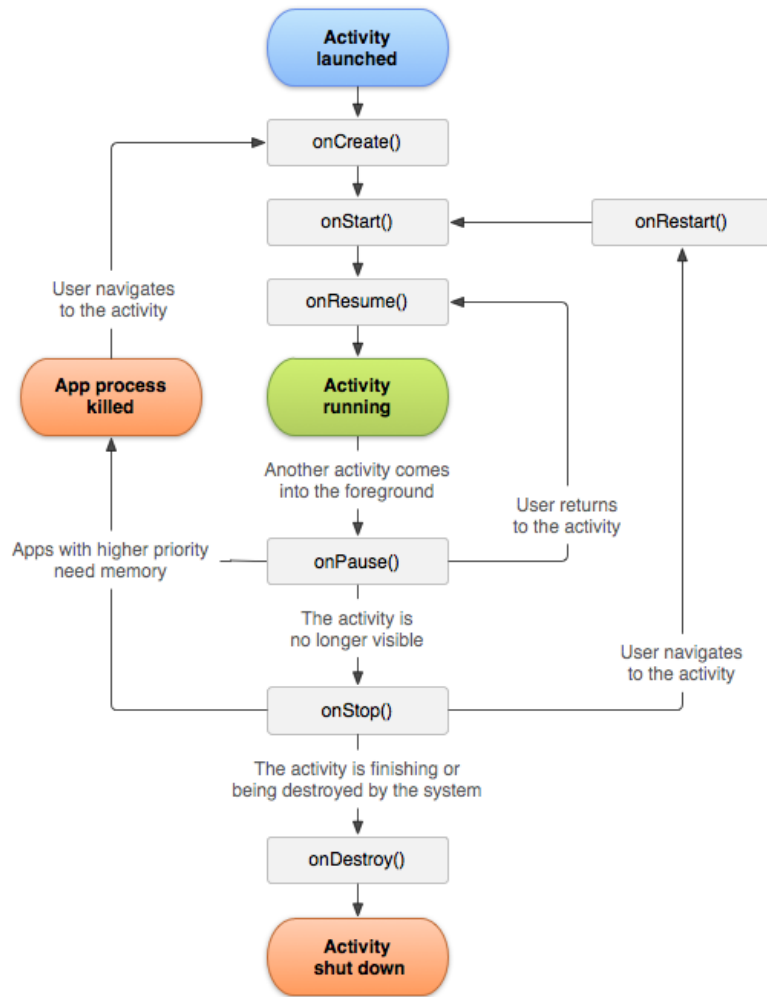 Activity
launched
onCreate()
onStart()
onRestart()
User navigates
to the activity
onResume()
App process
killed
Activity
running
Another activity comes
into the foreground
User returns
to the activity
Apps with higher priority
need memory
onPause()
The activity is
no longer visible
User navigates
to the activity
onStop()
The activity is finishing or
being destroyed by the system
onDestroy()
Activity
shut down